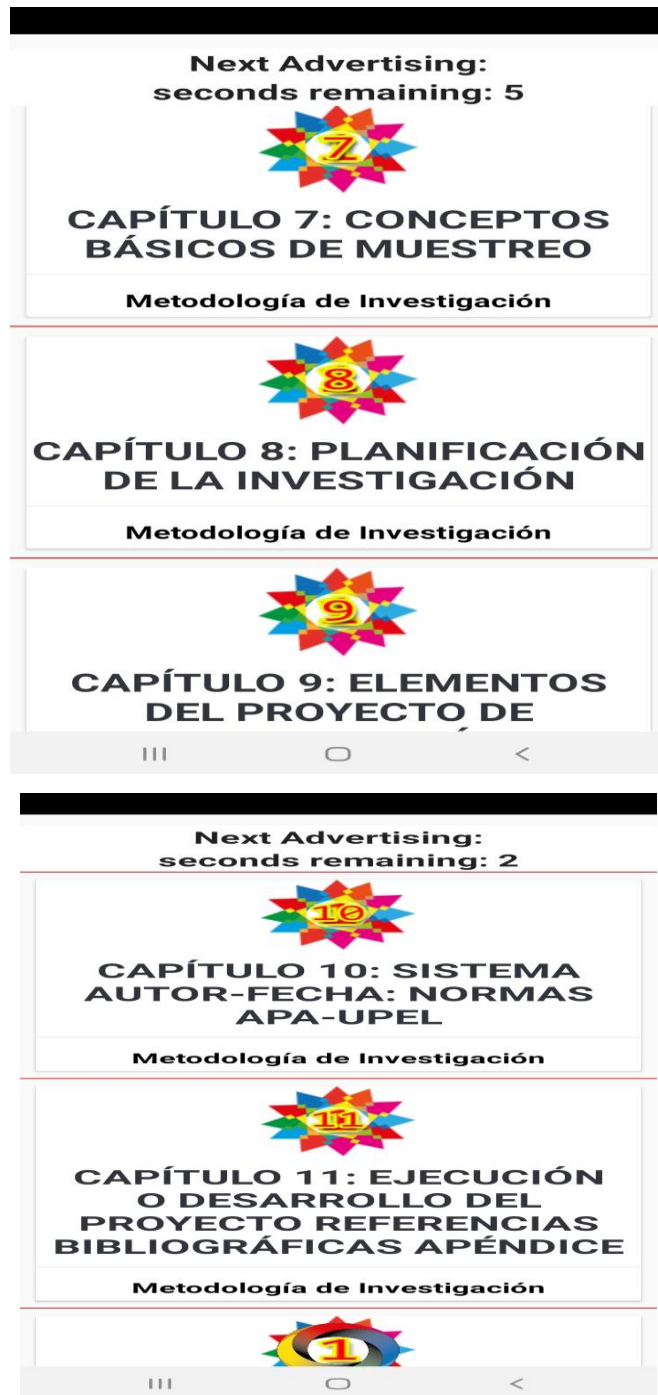 Next Advertising:
seconds remaining: 5
7
CAPÍTULO 7: CONCEPTOS
BÁSICOS DE MUESTREO
Metodología de Investigación
8
CAPÍTULO 8: PLANIFICACIÓN
DE LA INVESTIGACIÓN
Metodología de Investigación
9
CAPÍTULO 9: ELEMENTOS
DEL PROYECTO DE
Next Advertising:
seconds remaining: 2
10
CAPÍTULO 10: SISTEMA
AUTOR-FECHA: NORMAS
APA-UPEL
Metodología de Investigación
11
CAPÍTULO 11: EJECUCIÓN
O DESARROLLO DEL
PROYECTO REFERENCIAS
BIBLIOGRÁFICAS APÉNDICE
Metodología de Investigación
1